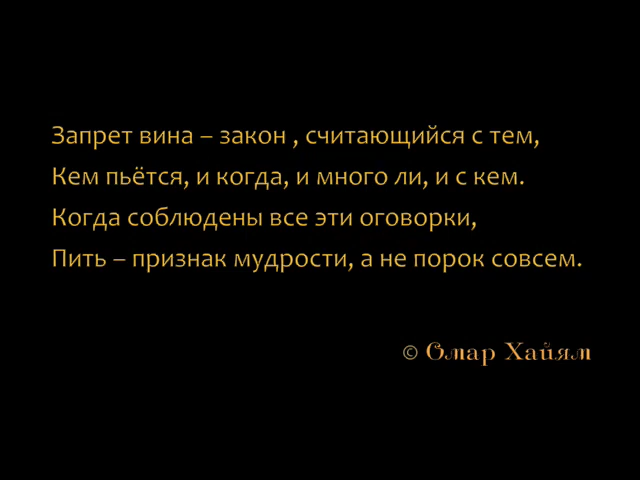 Запрет вина – закон , считающийся с тем,
Кем пьётся, и когда, и много ли, и с кем.
Когда соблюдены все эти оговорки,
Пить – признак мудрости, а не порок совсем.
© Омар Хайям